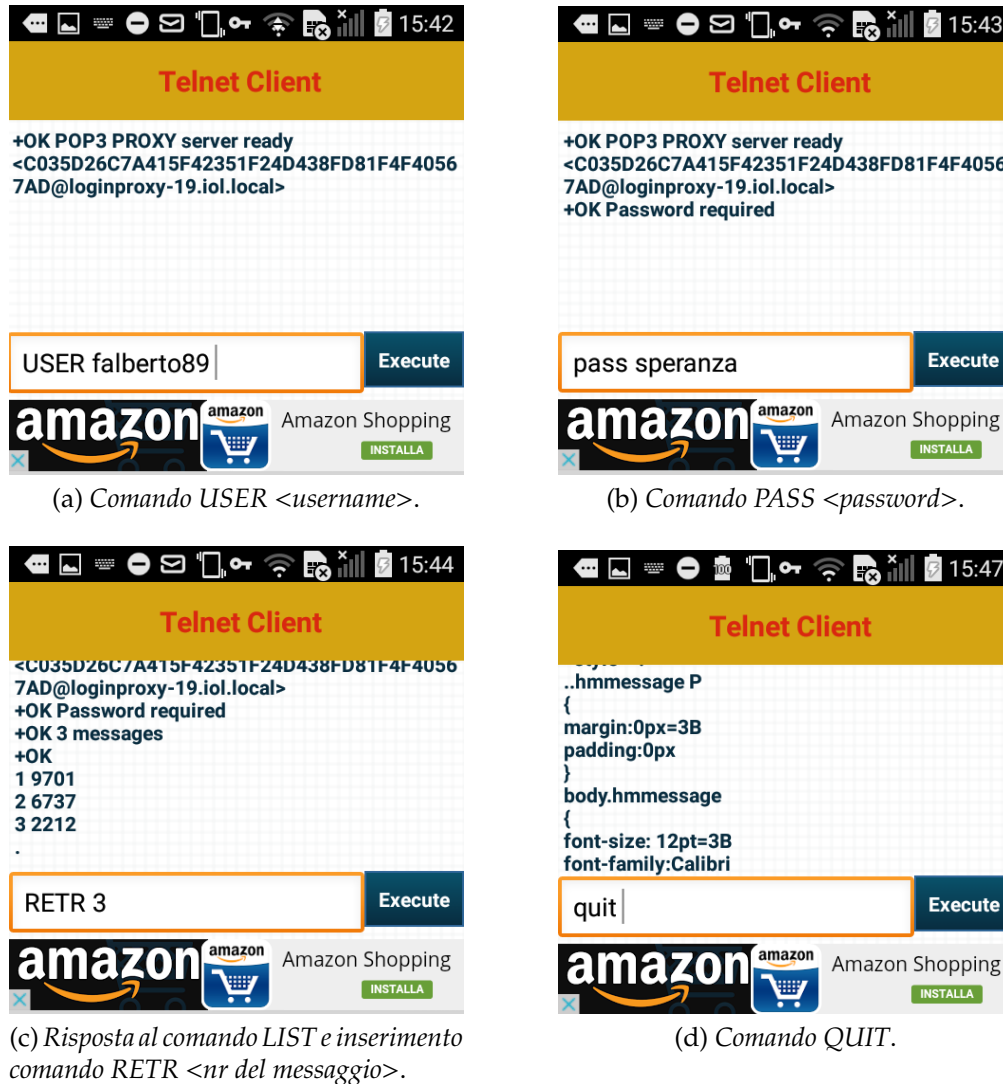 15:42
Telnet Client
+OK POP3 PROXY server ready
<C035D26C7A415F42351F24D438FD81F4F4056
7AD@loginproxy-19.iol.local>
USER falberto89
Execute
amazon
amazon
Amazon Shopping
INSTALLA
(a) Comando USER <username>.
15:43
Telnet Client
+OK POP3 PROXY server ready
<C035D26C7A415F42351F24D438FD81F4F4056
7AD@loginproxy-19.iol.local>
+OK Password required
pass speranza
Execute
amazon
amazon
Amazon Shopping
INSTALLA
(b) Comando PASS <password>.
15:44
Telnet Client
<C035D26C7A415F42351F24D438FD81F4F4056
7AD@loginproxy-19.iol.local>
+OK Password required
+OK 3 messages
+OK
1 9701
2 6737
3 2212
.
RETR 3
Execute
amazon
amazon
Amazon Shopping
INSTALLA
(c) Risposta al comando LIST e inserimento
comando RETR <nr del messaggio>.
100
15:47
Telnet Client
..hmmessage P
{
margin:0px=3B
padding:0px
}
body.hmmessage
{
font-size: 12pt=3B
font-family:Calibri
quit
Execute
amazon
amazon
Amazon Shopping
INSTALLA
(d) Comando QUIT.